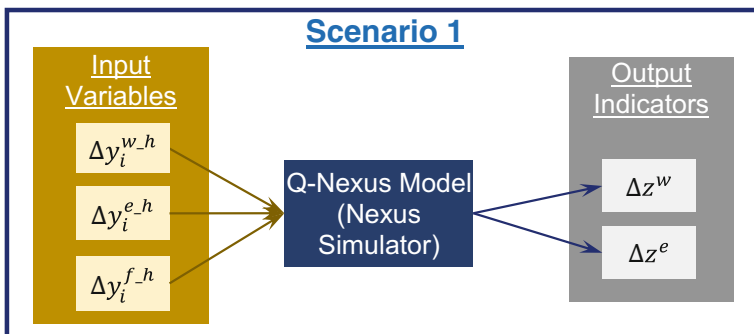 Scenario 1
Input
Variables
Δy_i^{w_h}
Δy_i^{e_h}
Δy_i^{f_h}
Q-Nexus Model
(Nexus
Simulator)
Output
Indicators
Δz^w
Δz^e